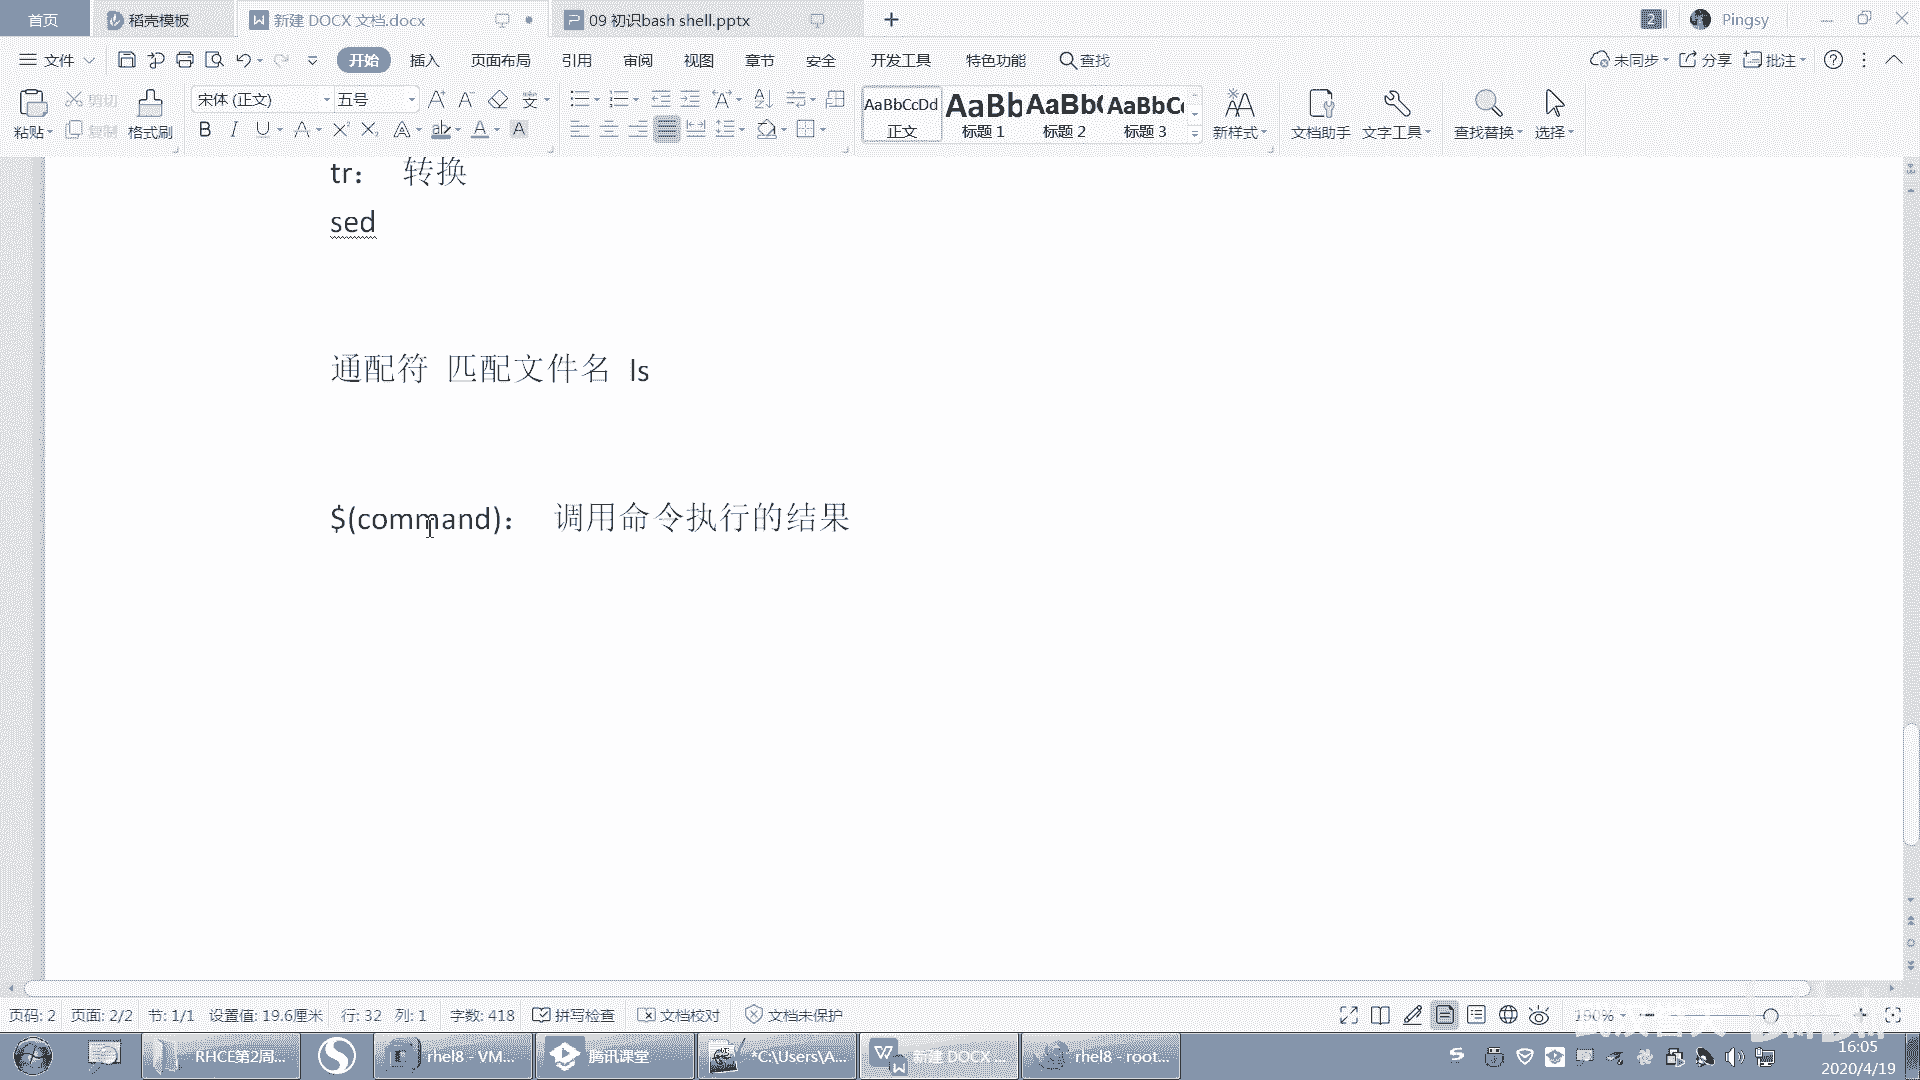 首页 稻壳模板 新建 DOCX 文档.docx 09 初识bash shell.pptx + 2 Pingsy
文件 开始 插入 页面布局 引用 审阅 视图 章节 安全 开发工具 特色功能 查找 未同步 分享 批注
粘贴 剪切 复制 格式刷 宋体 (正文) 五号 AaBbCcDd 正文 AaBb 标题 1 AaBb( 标题 2 AaBbC 标题 3 新样式 文档助手 文字工具 查找替换 选择
tr： 转换
sed
通配符 匹配文件名 ls
$(command)： 调用命令执行的结果
页码: 2 页面: 2/2 节: 1/1 设置值: 19.6厘米 行: 32 列: 1 字数: 418 拼写检查 文档校对 文档未保护
RHCE第2周... rhel8 - VM... 腾讯课堂 *C:\Users\A... 新建 DOCX ... rhel8 - root...
16:05
2020/4/19